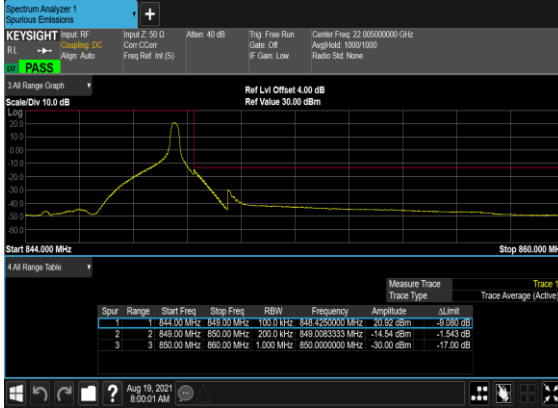 Spectrum Analyzer 1
Spurious Emissions
+
KEYSIGHT Input: RF Input Z: 50 Ω Atten: 40 dB Trig: Free Run Center Freq: 22.005000000 GHz
RL Coupling: DC Corr CCorr Gate: Off Avg|Hold: 1000/1000
Align: Auto Freq Ref: Int (S) IF Gain: Low Radio Std: None
LXI PASS
3 All Range Graph
Ref Lvl Offset 4.00 dB
Scale/Div 10.0 dB Ref Value 30.00 dBm
Log
20.0
10.0
0.00
-10.0
-20.0
-30.0
-40.0
-50.0
-60.0
Start 844.000 MHz Stop 860.000 MH
4 All Range Table
Measure Trace Trace 1
Trace Type Trace Average (Active)
Spur Range Start Freq Stop Freq RBW Frequency Amplitude ΔLimit
1 1 844.00 MHz 849.00 MHz 100.0 kHz 848.4250000 MHz 20.92 dBm -9.080 dB
2 2 849.00 MHz 850.00 MHz 200.0 kHz 849.0083333 MHz -14.54 dBm -1.543 dB
3 3 850.00 MHz 860.00 MHz 1.000 MHz 850.0000000 MHz -30.00 dBm -17.00 dB
? Aug 19, 2021
8:00:01 AM